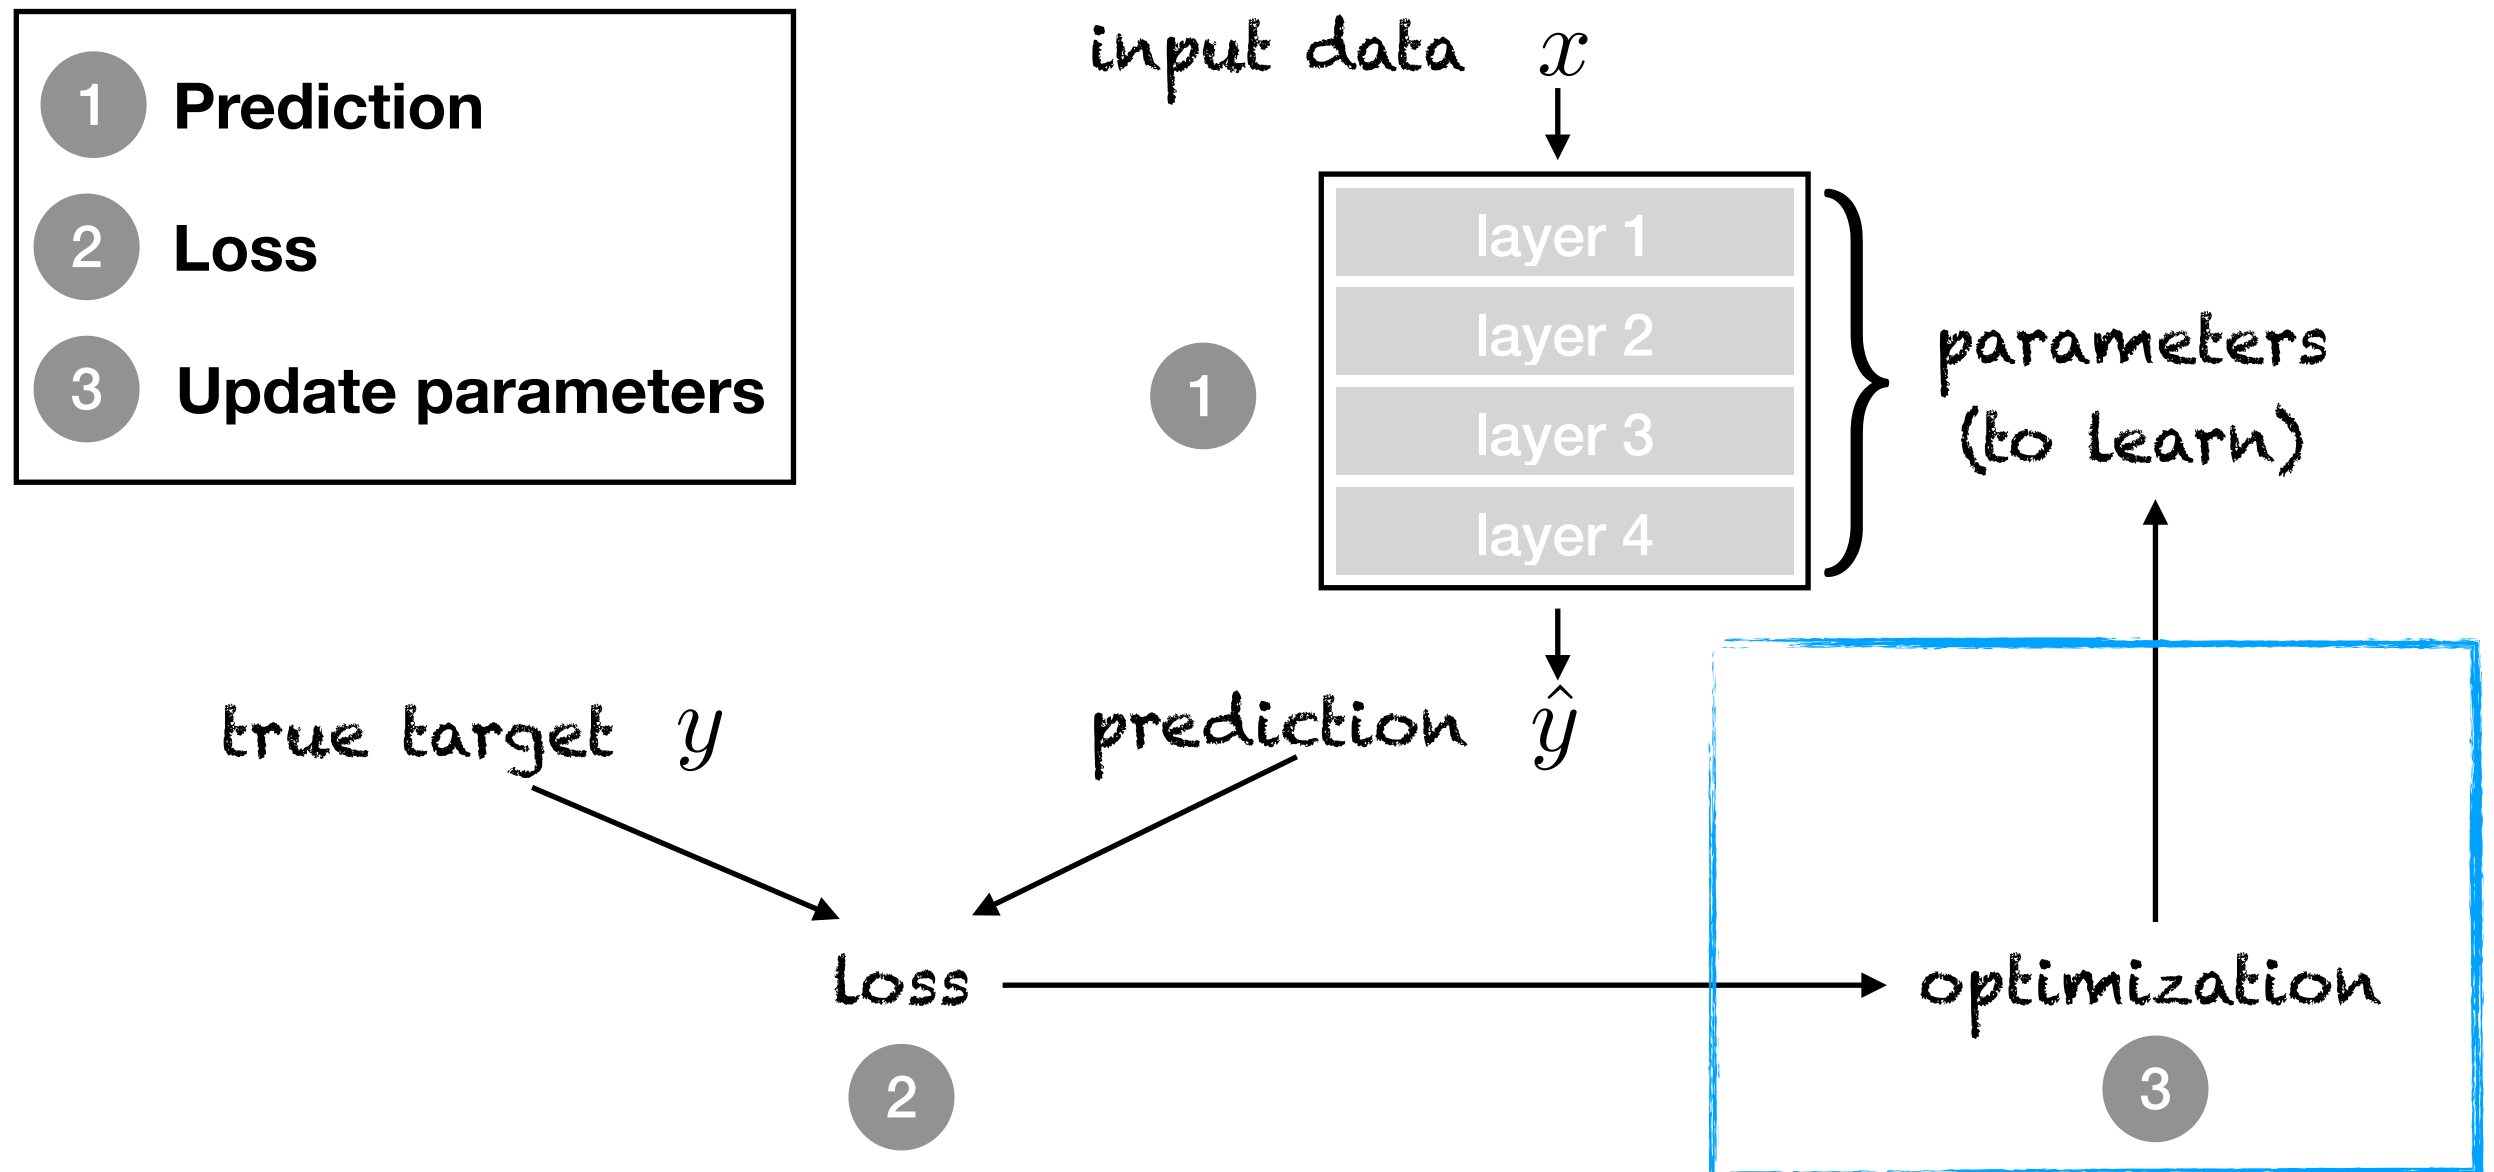 1 Prediction
2 Loss
3 Update parameters
input data x
layer 1
layer 2
layer 3
layer 4
1
parameters
(to learn)
true target y
prediction ŷ
loss
optimization
2
3